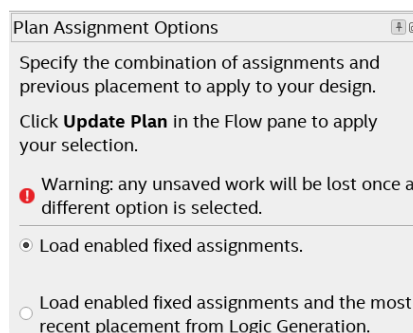 Plan Assignment Options
Specify the combination of assignments and
previous placement to apply to your design.
Click Update Plan in the Flow pane to apply
your selection.
Warning: any unsaved work will be lost once a
different option is selected.
Load enabled fixed assignments.
Load enabled fixed assignments and the most
recent placement from Logic Generation.